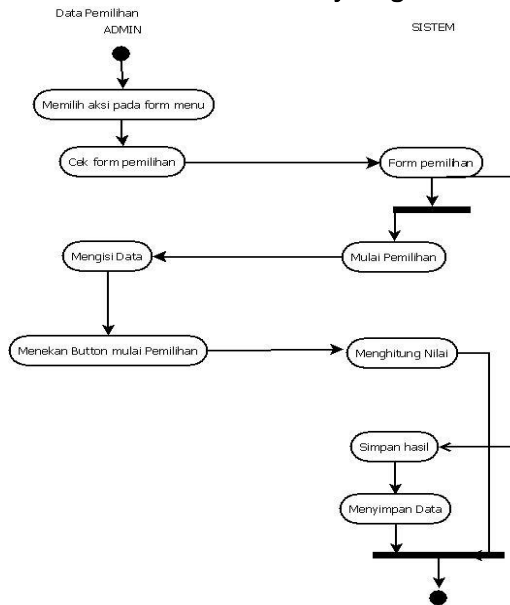 Data Pemilihan
ADMIN
SISTEM
Memilih aksi pada form menu
Cek form pemilihan
Form pemilihan
Mengisi Data
Mulai Pemilihan
Menekan Button mulai Pemilihan
Menghitung Nilai
Simpan hasil
Menyimpan Data